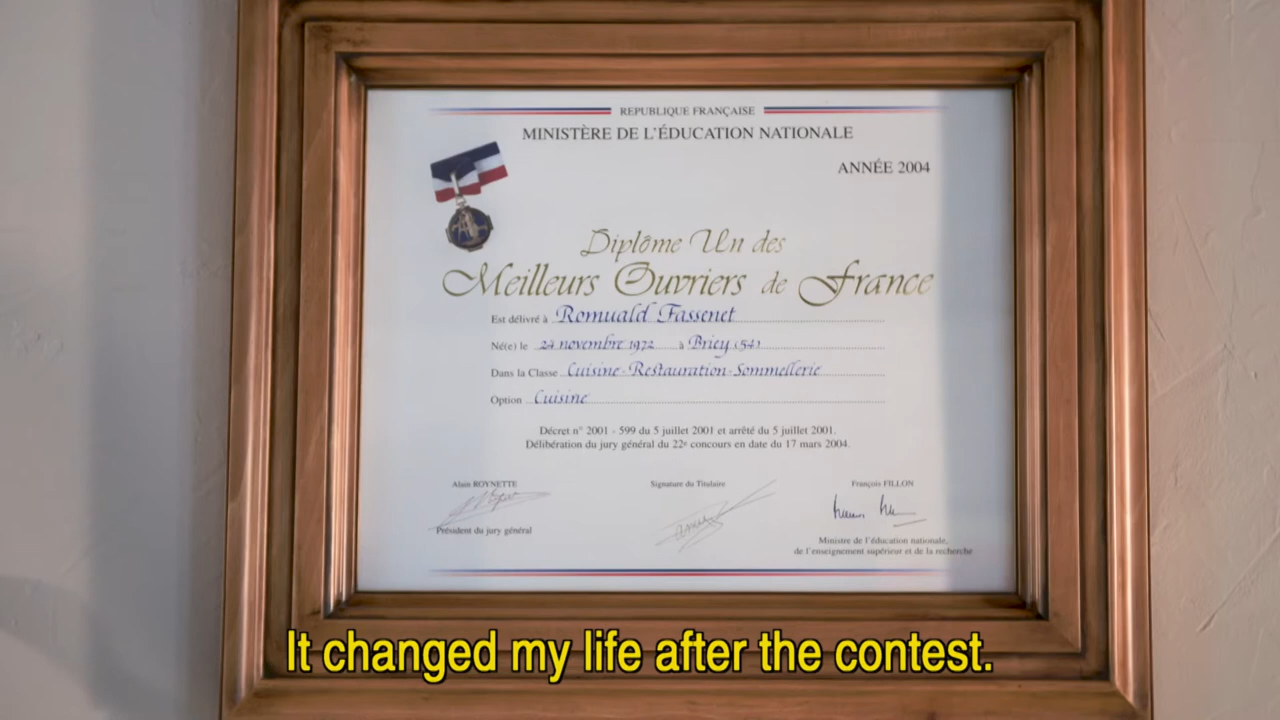 REPUBLIQUE FRANÇAISE
MINISTÈRE DE L'ÉDUCATION NATIONALE
ANNÉE 2004
Diplôme Un des
Meilleurs Ouvriers de France
Est délivré à Romuald Fassenet
Né(e) le 24 novembre 1972 à Briey (54)
Dans la Classe Cuisine-Restauration-Sommellerie
Option Cuisine
Décret n° 2001 - 599 du 5 juillet 2001 et arrêté du 5 juillet 2001.
Délibération du jury général du 22e concours en date du 17 mars 2004.
Alain ROYNETTE
Président du jury général
Signature du Titulaire
François FILLON
Ministre de l'éducation nationale,
de l'enseignement supérieur et de la recherche
It changed my life after the contest.